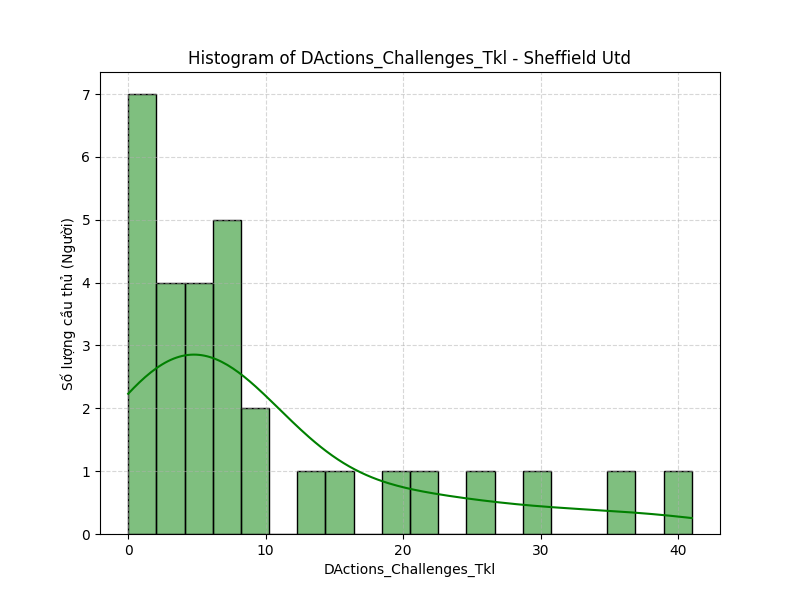 Histogram of DActions_Challenges_Tkl - Sheffield Utd
Số lượng cầu thủ (Người)
7
6
5
4
3
2
1
0
0 10 20 30 40
DActions_Challenges_Tkl